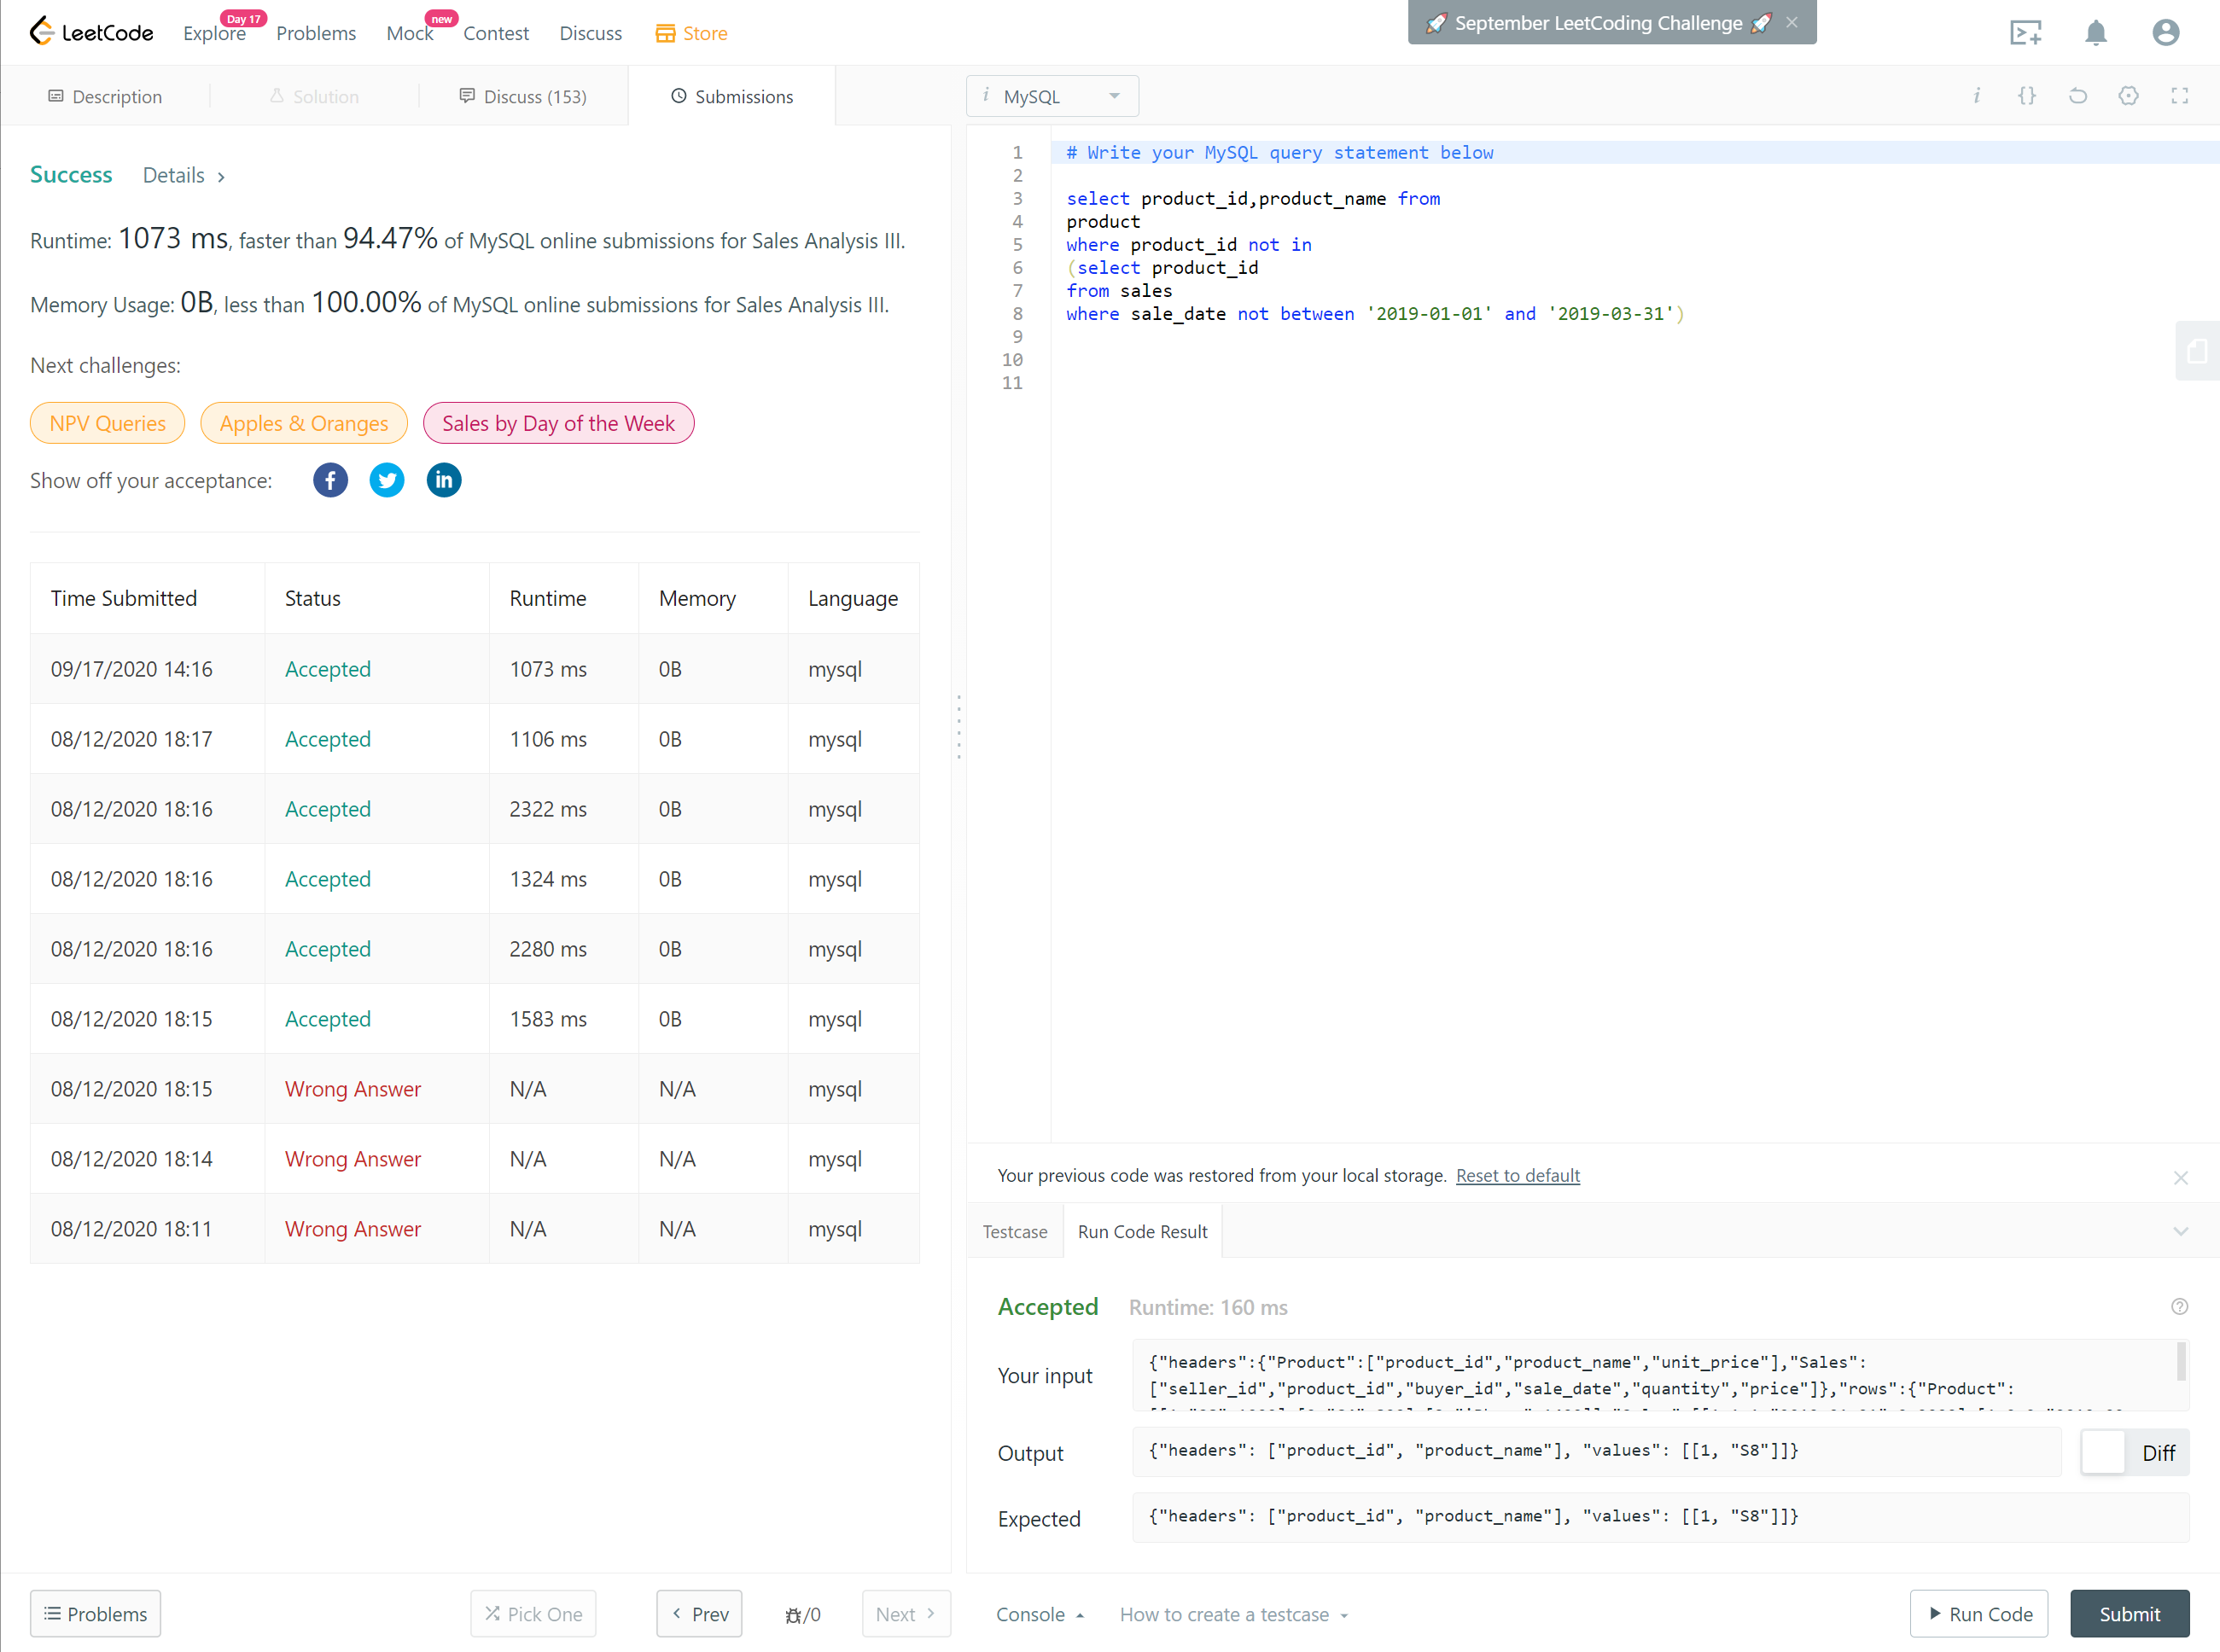 LeetCode
Explore
Day 17
Problems
Mock
new
Contest
Discuss
Store
🚀 September LeetCoding Challenge 🚀
Description
Solution
Discuss (153)
Submissions
i MySQL
Success
Details
Runtime: 1073 ms, faster than 94.47% of MySQL online submissions for Sales Analysis III.
Memory Usage: 0B, less than 100.00% of MySQL online submissions for Sales Analysis III.
Next challenges:
NPV Queries
Apples & Oranges
Sales by Day of the Week
Show off your acceptance:
Time Submitted Status Runtime Memory Language
09/17/2020 14:16 Accepted 1073 ms 0B mysql
08/12/2020 18:17 Accepted 1106 ms 0B mysql
08/12/2020 18:16 Accepted 2322 ms 0B mysql
08/12/2020 18:16 Accepted 1324 ms 0B mysql
08/12/2020 18:16 Accepted 2280 ms 0B mysql
08/12/2020 18:15 Accepted 1583 ms 0B mysql
08/12/2020 18:15 Wrong Answer N/A N/A mysql
08/12/2020 18:14 Wrong Answer N/A N/A mysql
08/12/2020 18:11 Wrong Answer N/A N/A mysql
1 # Write your MySQL query statement below
2
3 select product_id,product_name from
4 product
5 where product_id not in
6 (select product_id
7 from sales
8 where sale_date not between '2019-01-01' and '2019-03-31')
9
10
11
Your previous code was restored from your local storage. Reset to default
Testcase
Run Code Result
Accepted
Runtime: 160 ms
Your input
{"headers":{"Product":["product_id","product_name","unit_price"],"Sales":
["seller_id","product_id","buyer_id","sale_date","quantity","price"]},"rows":{"Product":
Output
{"headers": ["product_id", "product_name"], "values": [[1, "S8"]]}
Diff
Expected
{"headers": ["product_id", "product_name"], "values": [[1, "S8"]]}
Problems
Pick One
Prev
/0
Next
Console
How to create a testcase
Run Code
Submit